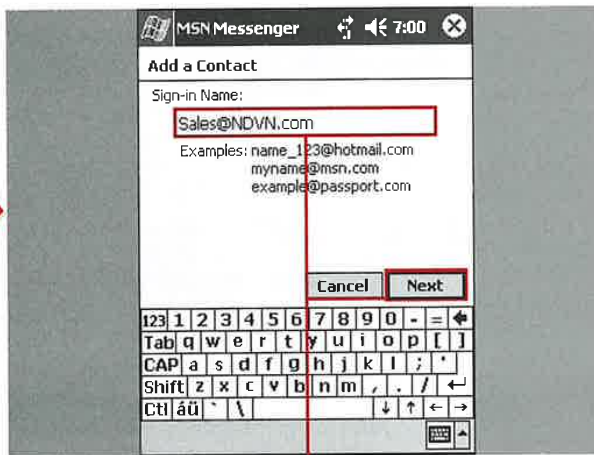 MSN Messenger 7:00
Add a Contact
Sign-in Name:
Sales@NDVN.com
Examples: name_123@hotmail.com
myname@msn.com
example@passport.com
Cancel Next
123 1 2 3 4 5 6 7 8 9 0 - =
Tab q w e r t y u i o p [ ]
CAP a s d f g h j k l ; '
Shift z x c v b n m , . /
Ctl áü ` \